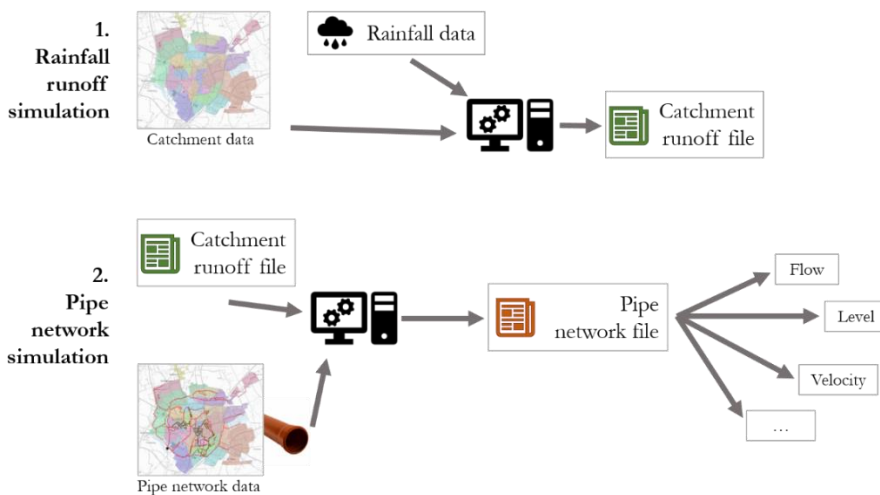 1.
Rainfall
runoff
simulation
Catchment data
Rainfall data
Catchment
runoff file
2.
Pipe
network
simulation
Catchment
runoff file
Pipe network data
Pipe
network file
Flow
Level
Velocity
...